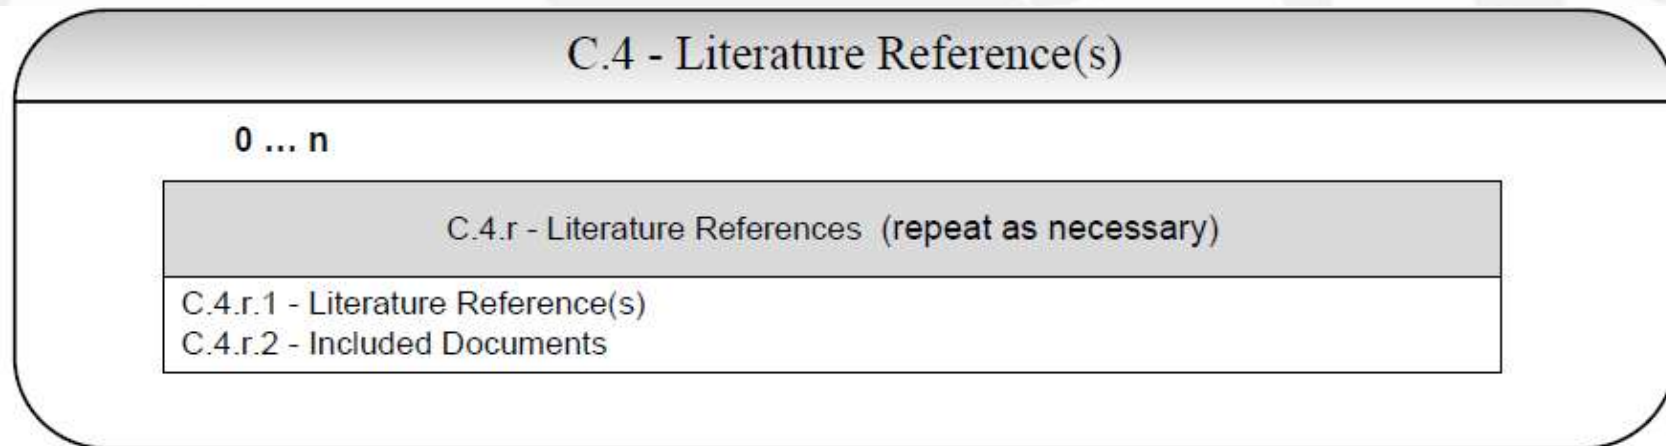 C.4 - Literature Reference(s)
0 ... n
C.4.r - Literature References (repeat as necessary)
C.4.r.1 - Literature Reference(s)
C.4.r.2 - Included Documents